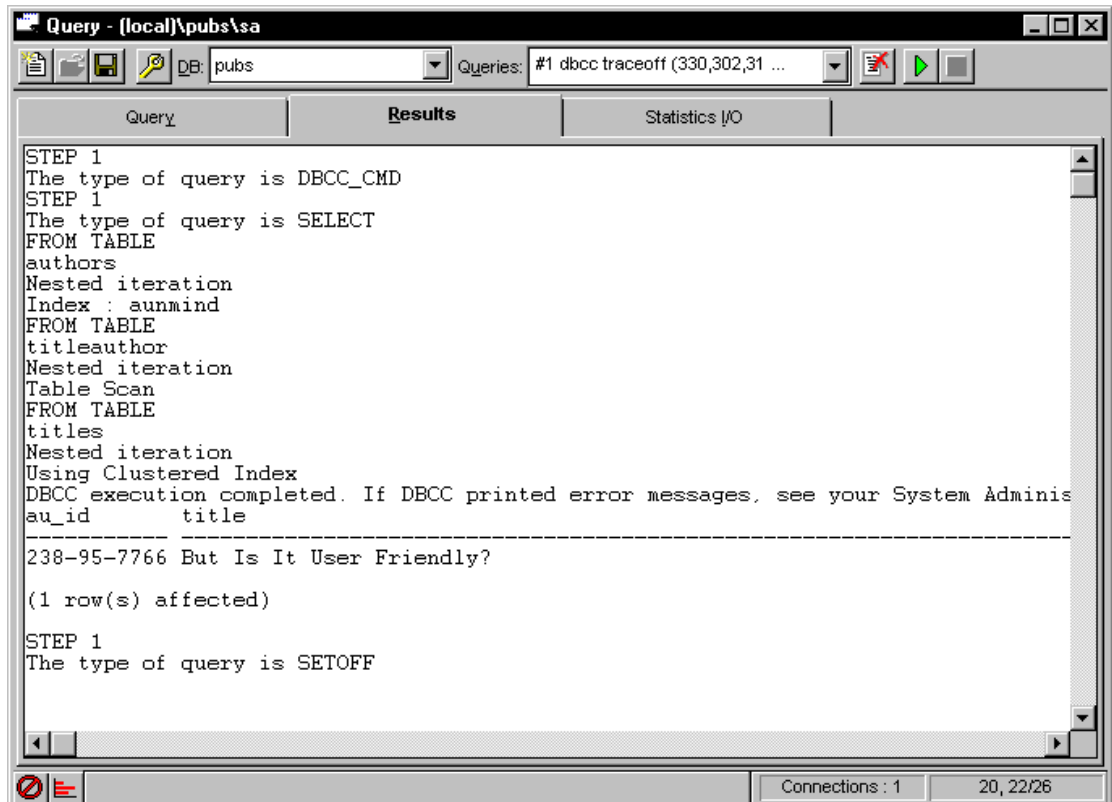 Query - (local)\pubs\sa
DB: pubs Queries: #1 dbcc traceoff (330,302,31 ...
Query Results Statistics I/O
STEP 1
The type of query is DBCC_CMD
STEP 1
The type of query is SELECT
FROM TABLE
authors
Nested iteration
Index : aunmind
FROM TABLE
titleauthor
Nested iteration
Table Scan
FROM TABLE
titles
Nested iteration
Using Clustered Index
DBCC execution completed. If DBCC printed error messages, see your System Adminis
au_id title
----------- --------------------------------------------------------------------
238-95-7766 But Is It User Friendly?
(1 row(s) affected)
STEP 1
The type of query is SETOFF
Connections : 1 20, 22/26